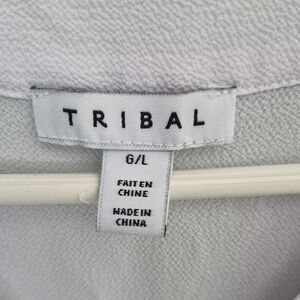 TRIBAL
G/L
FAIT EN
CHINE
MADE IN
CHINA